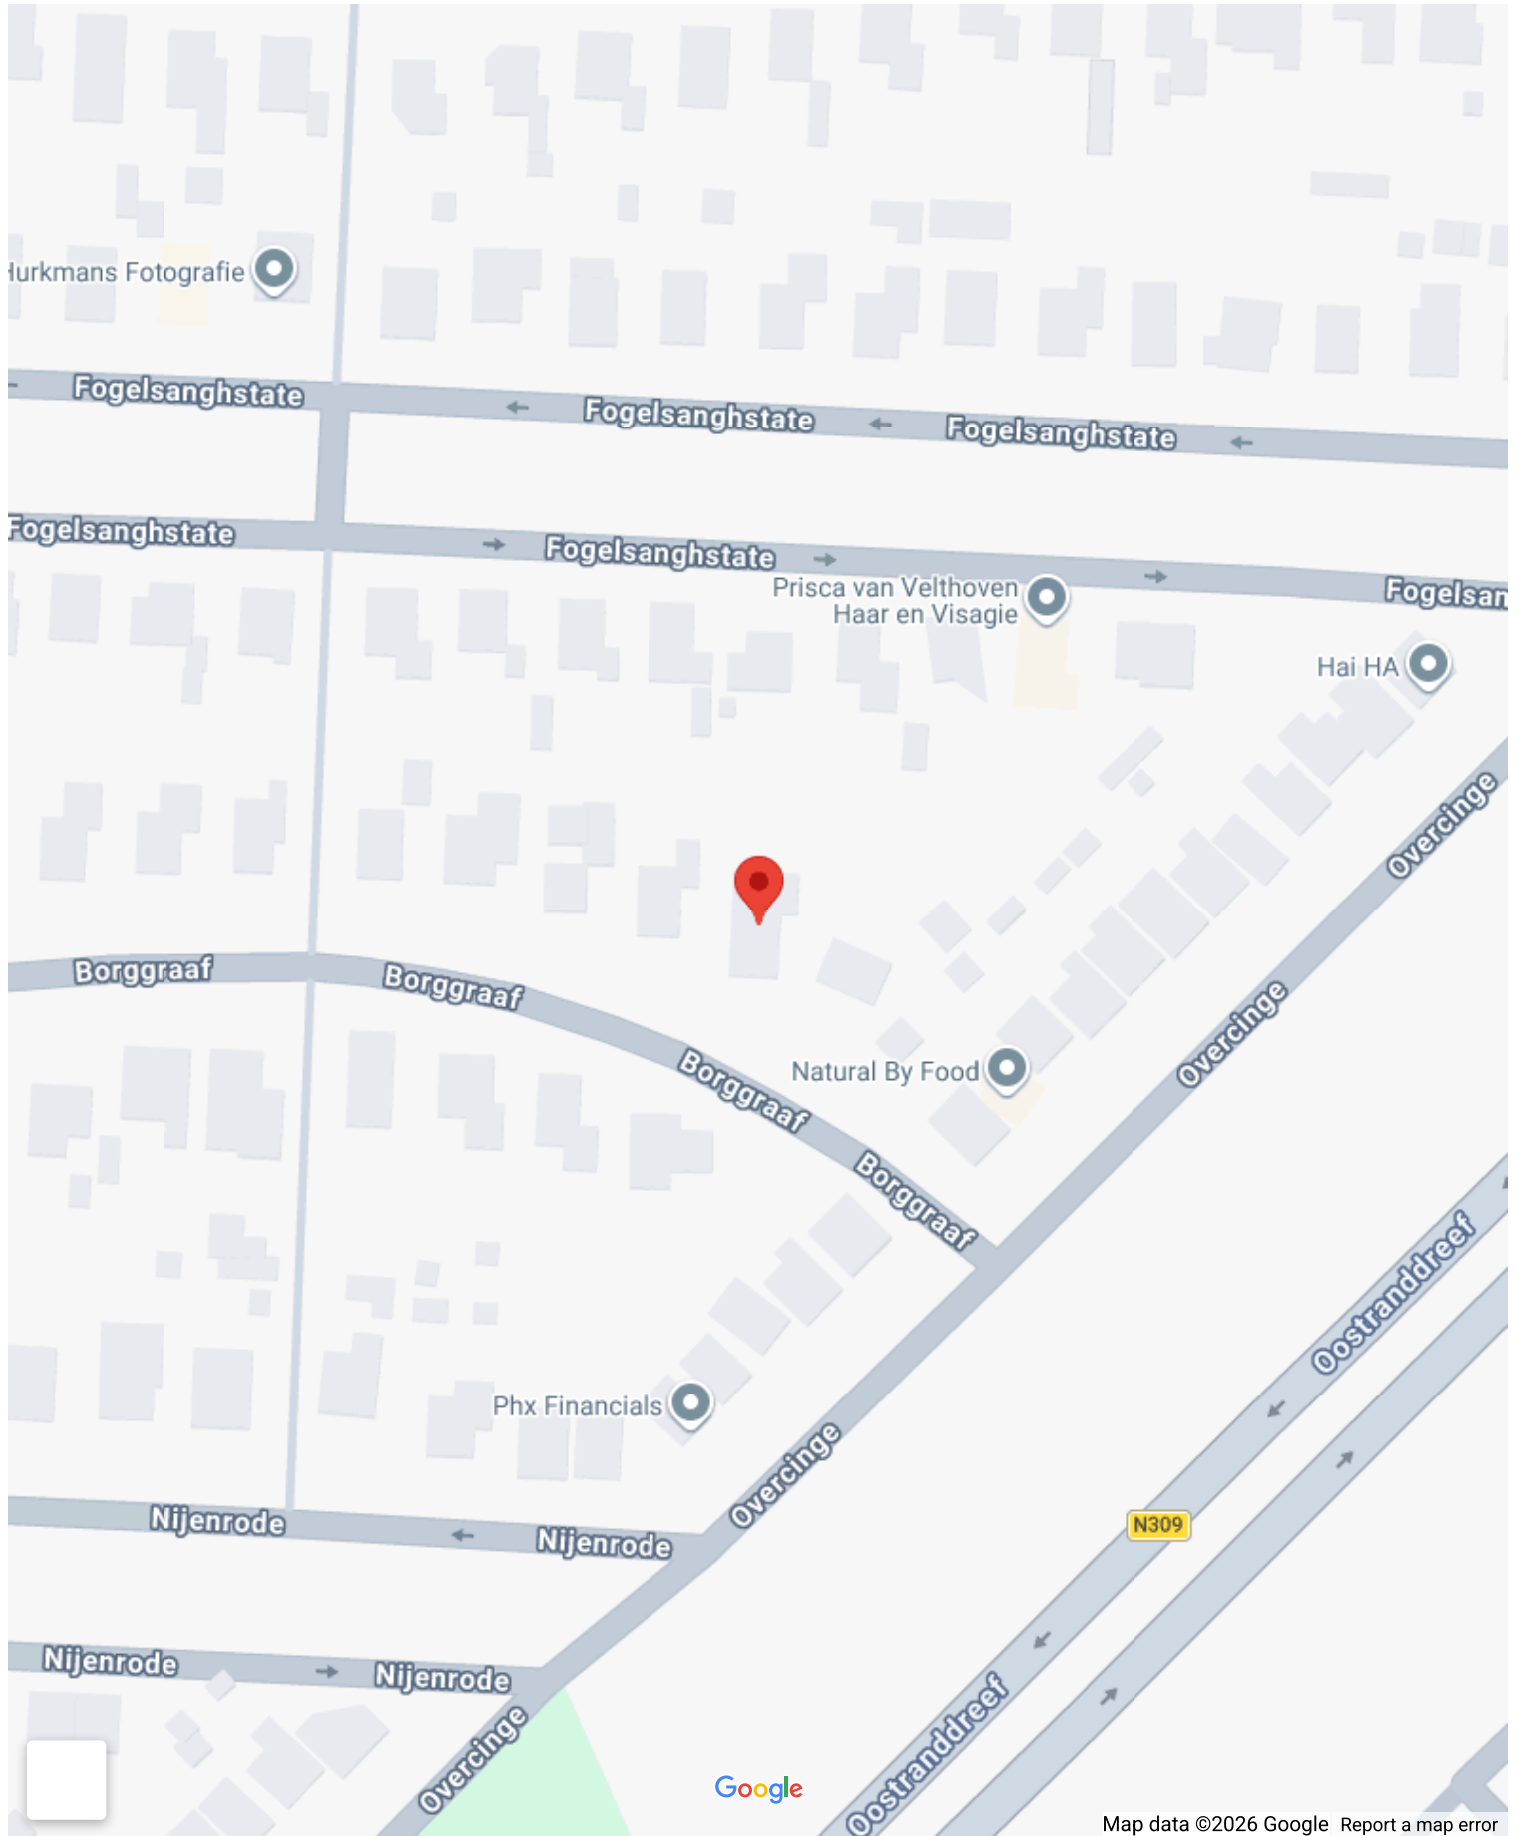 Hurkmans Fotografie
Fogelsanghstate
Fogelsanghstate
Fogelsanghstate
Fogelsanghstate
Fogelsanghstate
Prisca van Velthoven
Haar en Visagie
Fogelsan
Hai HA
Overcinge
Borggraaf
Borggraaf
Overcinge
Borggraaf
Natural By Food
Borggraaf
Oostranddreef
Phx Financials
Overcinge
Nijenrode
Nijenrode
N309
Nijenrode
Nijenrode
Overcinge
Oostranddreef
Google
Map data ©2026 Google
Report a map error